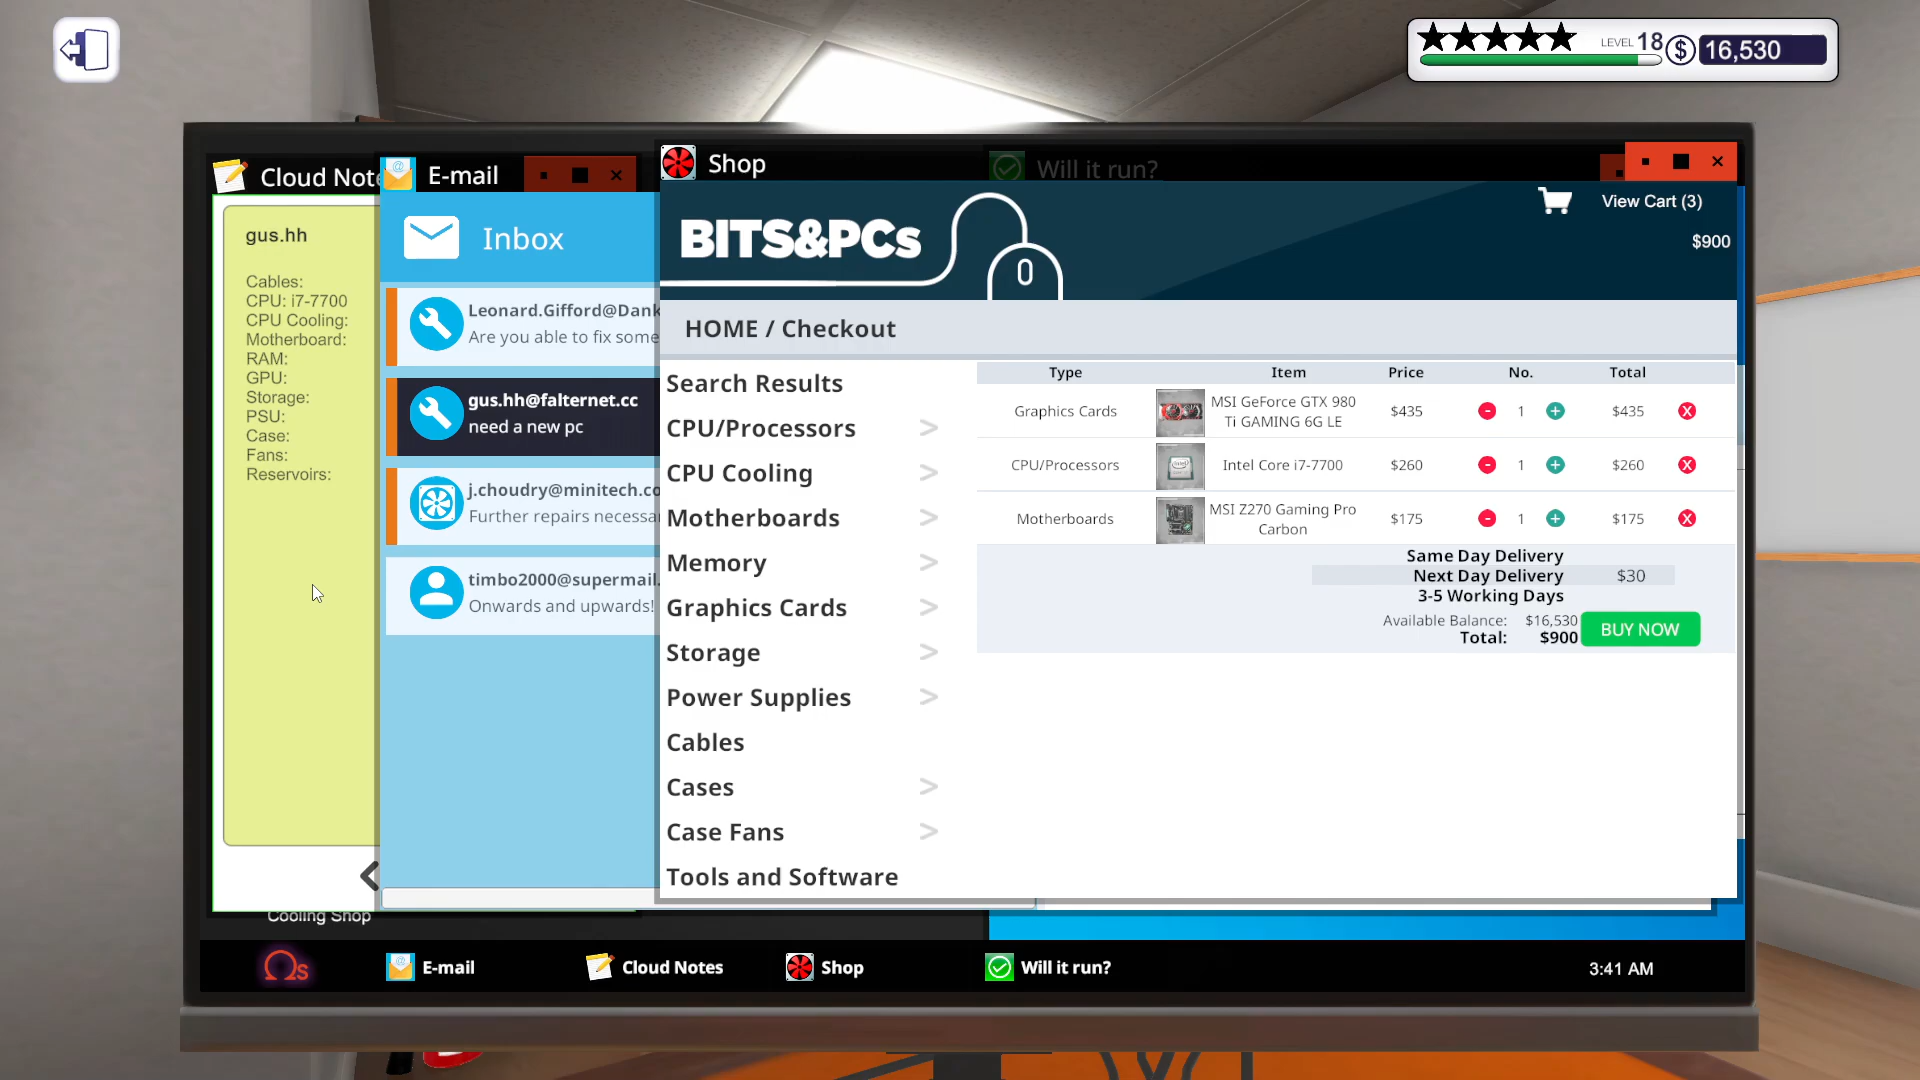 LEVEL 18
16,530
Cloud Note
E-mail
Shop
Will it run?
gus.hh
Cables:
CPU: i7-7700
CPU Cooling:
Motherboard:
RAM:
GPU:
Storage:
PSU:
Case:
Fans:
Reservoirs:
Inbox
Leonard.Gifford@Dank
Are you able to fix some
gus.hh@falternet.cc
need a new pc
j.choudry@minitech.co
Further repairs necessa
timbo2000@supermail.
Onwards and upwards!
BITS&PCs
View Cart (3)
$900
HOME / Checkout
Search Results
CPU/Processors >
CPU Cooling >
Motherboards >
Memory >
Graphics Cards >
Storage >
Power Supplies >
Cables
Cases >
Case Fans >
Tools and Software
Type Item Price No. Total
Graphics Cards MSI GeForce GTX 980 Ti GAMING 6G LE $435 - 1 + $435 X
CPU/Processors Intel Core i7-7700 $260 - 1 + $260 X
Motherboards MSI Z270 Gaming Pro Carbon $175 - 1 + $175 X
Same Day Delivery
Next Day Delivery $30
3-5 Working Days
Available Balance: $16,530
Total: $900
BUY NOW
Cooling Shop
Ωs
E-mail
Cloud Notes
Shop
Will it run?
3:41 AM